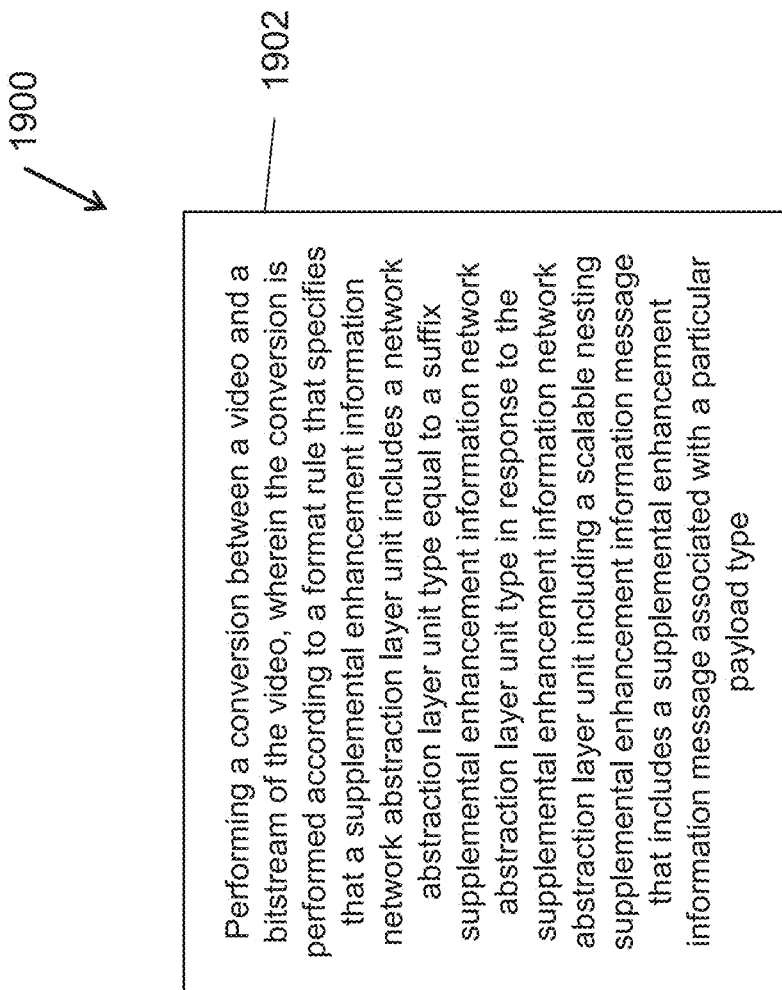 1900
1902
Performing a conversion between a video and a
bitstream of the video, wherein the conversion is
performed according to a format rule that specifies
that a supplemental enhancement information
network abstraction layer unit includes a network
abstraction layer unit type equal to a suffix
supplemental enhancement information network
abstraction layer unit type in response to the
supplemental enhancement information network
abstraction layer unit including a scalable nesting
supplemental enhancement information message
that includes a supplemental enhancement
information message associated with a particular
payload type